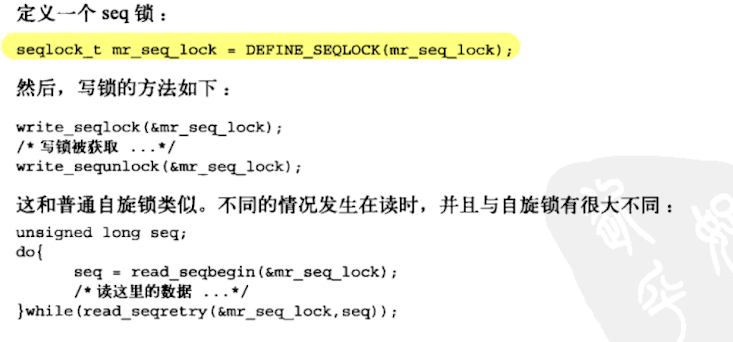 定义一个 seq 锁：
seqlock_t mr_seq_lock = DEFINE_SEQLOCK(mr_seq_lock);
然后，写锁的方法如下：
write_seqlock(&mr_seq_lock);
/* 写锁被获取 ...*/
write_sequnlock(&mr_seq_lock);
这和普通自旋锁类似。不同的情况发生在读时，并且与自旋锁有很大不同：
unsigned long seq;
do{
seq = read_seqbegin(&mr_seq_lock);
/* 读这里的数据 ...*/
}while(read_seqretry(&mr_seq_lock,seq));